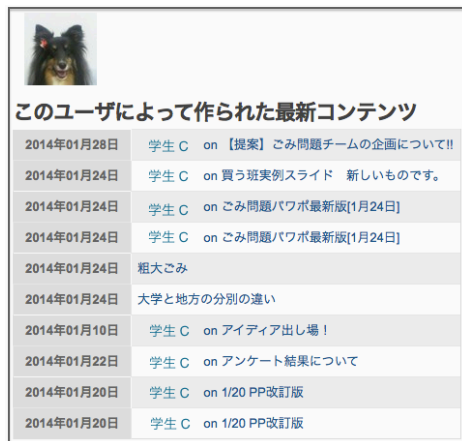 このユーザによって作られた最新コンテンツ
2014年01月28日 学生 C on 【提案】ごみ問題チームの企画について!!
2014年01月24日 学生 C on 買う班実例スライド　新しいものです。
2014年01月24日 学生 C on ごみ問題パワポ最新版[1月24日]
2014年01月24日 学生 C on ごみ問題パワポ最新版[1月24日]
2014年01月24日 粗大ごみ
2014年01月24日 大学と地方の分別の違い
2014年01月10日 学生 C on アイディア出し場！
2014年01月22日 学生 C on アンケート結果について
2014年01月20日 学生 C on 1/20 PP改訂版
2014年01月20日 学生 C on 1/20 PP改訂版